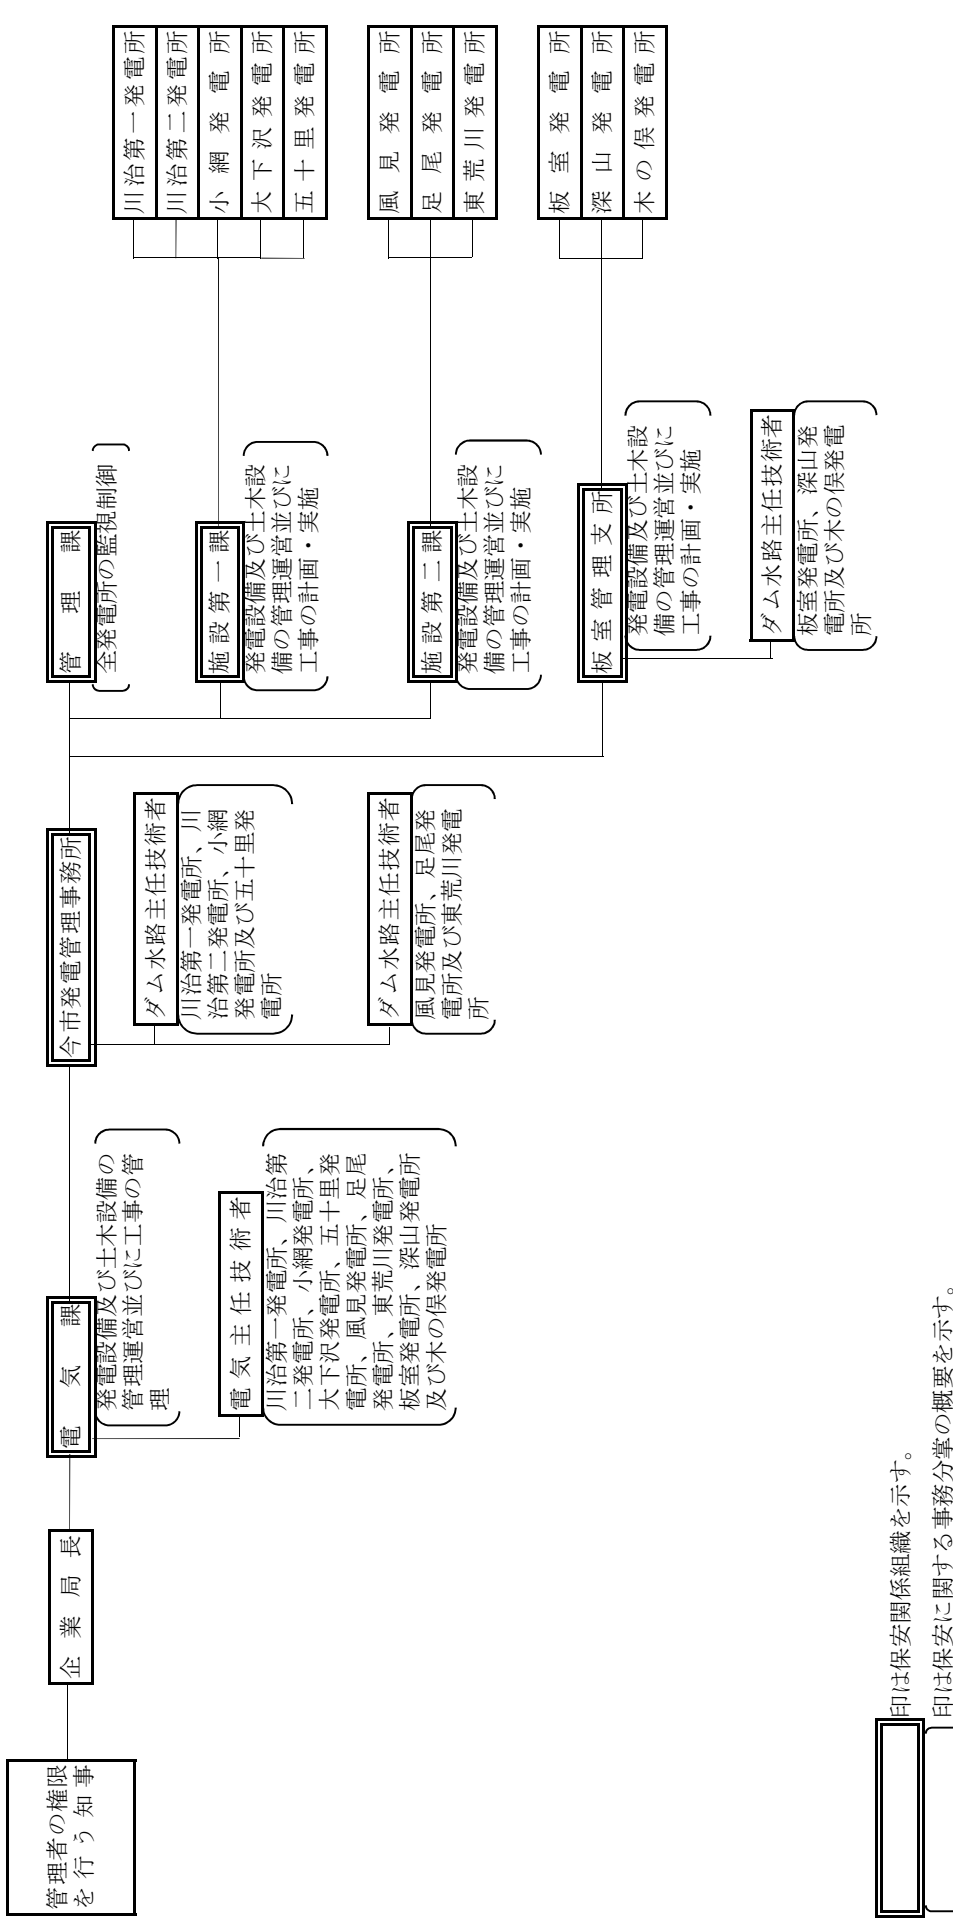 管理者の権限
を行う知事
企業局長
電気課
発電設備及び土木設備の
管理運営並びに工事の管
理
電気主任技術者
川治第一発電所、川治第
二発電所、小網発電所、
大下沢発電所、五十里発
電所、風見発電所、足尾
発電所、東荒川発電所、
板室発電所、深山発電所
及び木の俣発電所
今市発電管理事務所
ダム水路主任技術者
川治第一発電所、川
治第二発電所、小網
発電所及び五十里発
電所
ダム水路主任技術者
風見発電所、足尾発
電所及び東荒川発電
所
管理課
全発電所の監視制御
施設第一課
発電設備及び土木設
備の管理運営並びに
工事の計画・実施
施設第二課
発電設備及び土木設
備の管理運営並びに
工事の計画・実施
板室管理支所
発電設備及び土木設
備の管理運営並びに
工事の計画・実施
ダム水路主任技術者
板室発電所、深山発
電所及び木の俣発電
所
川治第一発電所
川治第二発電所
小網発電所
大下沢発電所
五十里発電所
風見発電所
足尾発電所
東荒川発電所
板室発電所
深山発電所
木の俣発電所
印は保安関係組織を示す。
印は保安に関する事務分掌の概要を示す。